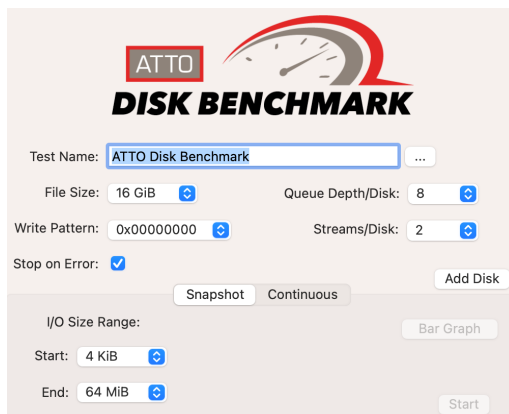 ATTO
DISK BENCHMARK
Test Name: ATTO Disk Benchmark ...
File Size: 16 GiB Queue Depth/Disk: 8
Write Pattern: 0x00000000 Streams/Disk: 2
Stop on Error:
Add Disk
Snapshot Continuous
I/O Size Range:
Bar Graph
Start: 4 KiB
End: 64 MiB
Start